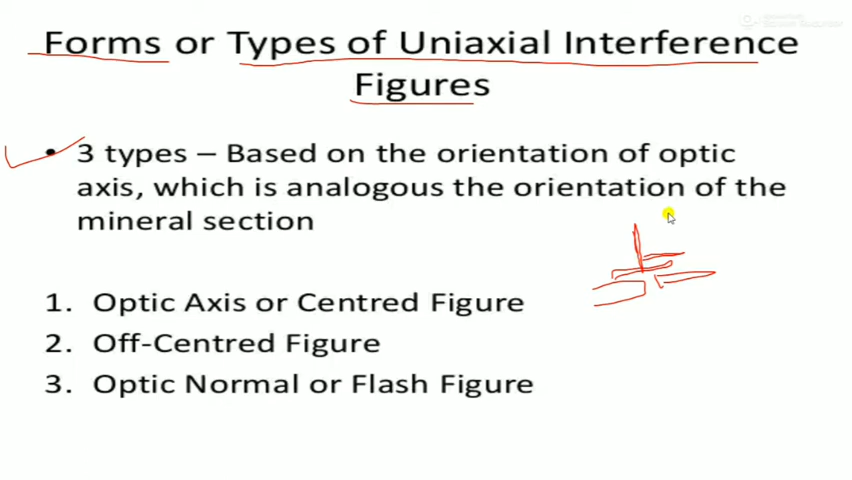 Forms or Types of Uniaxial Interference
Figures
• 3 types – Based on the orientation of optic
axis, which is analogous the orientation of the
mineral section
1. Optic Axis or Centred Figure
2. Off-Centred Figure
3. Optic Normal or Flash Figure